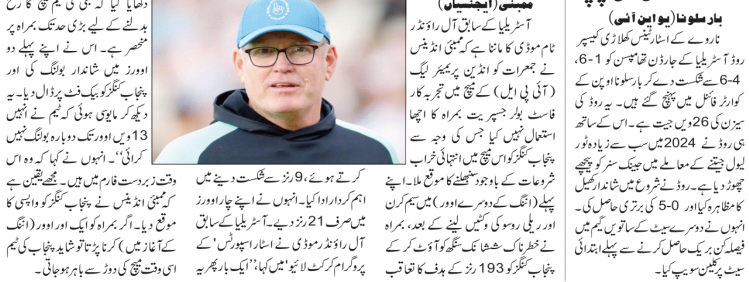 بارسلونا(یو این آئی)
ناروے کے اسٹار ٹینس کھلاڑی کیسپر
روڈ آسٹریلیا کے جارڈن تھامپسن کو 1-6،
4-6 سے شکست دے کر بارسلونا اوپن کے
کوارٹر فائنل میں پہنچ گئے ہیں۔ یہ روڈ کی
سیزن کی 26ویں جیت ہے۔ اس کے ساتھ
ہی روڈ نے 2024 میں سب سے زیادہ ٹور
لیول جیتنے کے معاملے میں جینک سنر کو پیچھے
چھوڑ دیا ہے۔ روڈ نے شروع میں شاندار کھیل
کا مظاہرہ کیا اور 0-5 کی برتری حاصل کی۔
انہوں نے دوسرے سیٹ کے ساتویں گیم میں
فیصلہ کن بریک حاصل کرنے سے پہلے ابتدائی
سیٹ پر کلین سویپ کیا۔
ممبئی (ایجنسیاں)
آسٹریلیا کے سابق آل راؤنڈر
ٹام موڈی کا ماننا ہے کہ ممبئی انڈینس
نے جمعرات کو انڈین پریمیئر لیگ
(آئی پی ایل) کے میچ میں تجربہ کار
فاسٹ بولر جسپریت بمراہ کا اچھا
استعمال نہیں کیا جس کی وجہ سے
پنجاب کنگز کو اس میچ میں انتہائی خراب
شروعات کے باوجود سنبھلنے کا موقع ملا۔ اپنے
پہلے (اننگ کے دوسرے اوور) میں سیم کرن
اور ریلی روسو کی وکٹیں لینے کے بعد، بمراہ
نے خطرناک ششانک سنگھ کو آؤٹ کر کے
پنجاب کنگز کو 193 رنز کے ہدف کا تعاقب
کرتے ہوئے، 9 رنز سے شکست دینے میں
اہم کردار ادا کیا۔ انہوں نے اپنے چار اوورز
میں صرف 21 رنز دیے۔ آسٹریلیا کے سابق
آل راؤنڈر موڈی نے اسٹار اسپورٹس' کے
پروگرام کرکٹ لائیو' میں کہا، ''ایک بار پھر یہ
دکھایا گیا کہ میچ کا رخ
بدلنے کے لیے بڑی حد تک بمراہ پر
منحصر ہے۔ اس نے اپنے پہلے دو
اوورز میں شاندار بولنگ کی اور
پنجاب کنگز کو بیک فٹ پر ڈال دیا۔ یہ
دیکھ کر مایوسی ہوئی کہ ٹیم نے انہیں
13ویں اوور تک دوبارہ بولنگ نہیں
کرائی''۔ انہوں نے کہا کہ وہ اس
وقت زبردست فارم میں ہیں۔ مجھے یقین ہے
کہ ممبئی انڈینس نے پنجاب کنگز کو واپسی کا
موقع دیا۔ اگر بمراہ کو ایک اور اوور (اننگ
کے آغاز میں) کرنا پڑتا تو شاید پنجاب کی ٹیم
اسی وقت میچ کی دوڑ سے باہر ہو جاتی۔